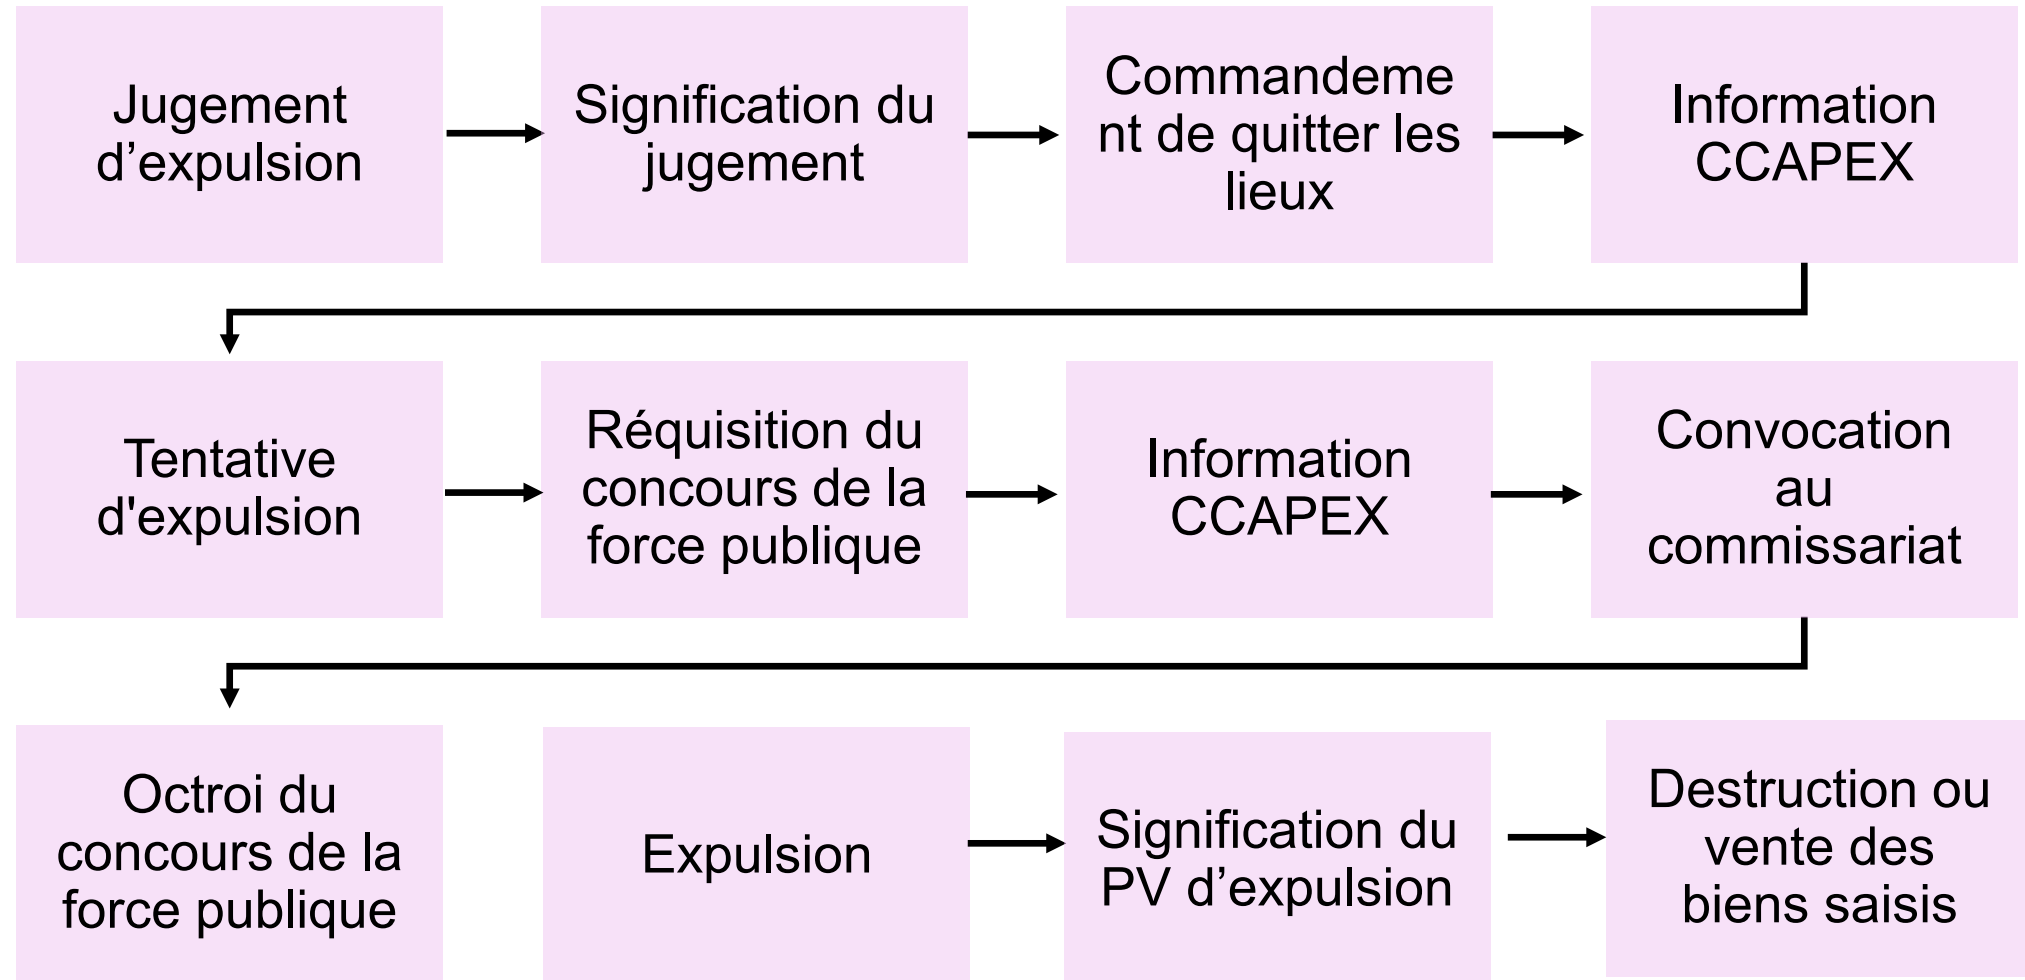 Jugement
d’expulsion
Signification du
jugement
Commandeme
nt de quitter les
lieux
Information
CCAPEX
Tentative
d'expulsion
Réquisition du
concours de la
force publique
Information
CCAPEX
Convocation
au
commissariat
Octroi du
concours de la
force publique
Expulsion
Signification du
PV d’expulsion
Destruction ou
vente des
biens saisis